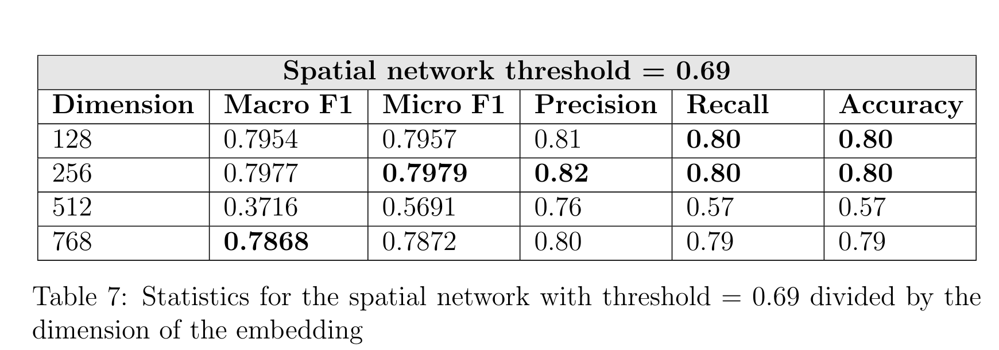 Spatial network threshold = 0.69
Dimension Macro F1 Micro F1 Precision Recall Accuracy
128 0.7954 0.7957 0.81 0.80 0.80
256 0.7977 0.7979 0.82 0.80 0.80
512 0.3716 0.5691 0.76 0.57 0.57
768 0.7868 0.7872 0.80 0.79 0.79
Table 7: Statistics for the spatial network with threshold = 0.69 divided by the
dimension of the embedding